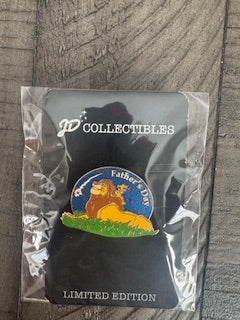 JD COLLECTIBLES
Father's Day
LIMITED EDITION